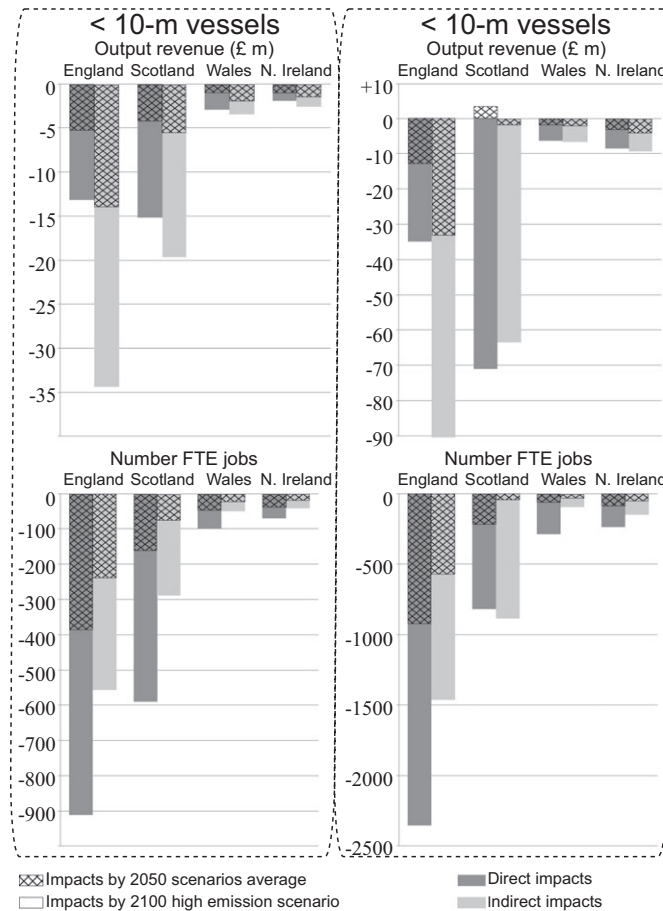 < 10-m vessels
Output revenue (£ m)
England Scotland Wales N. Ireland
0
-5
-10
-15
-20
-25
-30
-35
Number FTE jobs
England Scotland Wales N. Ireland
0
-100
-200
-300
-400
-500
-600
-700
-800
-900
< 10-m vessels
Output revenue (£ m)
England Scotland Wales N. Ireland
+10
0
-10
-20
-30
-40
-50
-60
-70
-80
-90
Number FTE jobs
England Scotland Wales N. Ireland
0
-500
-1000
-1500
-2000
-2500
Impacts by 2050 scenarios average
Impacts by 2100 high emission scenario
Direct impacts
Indirect impacts